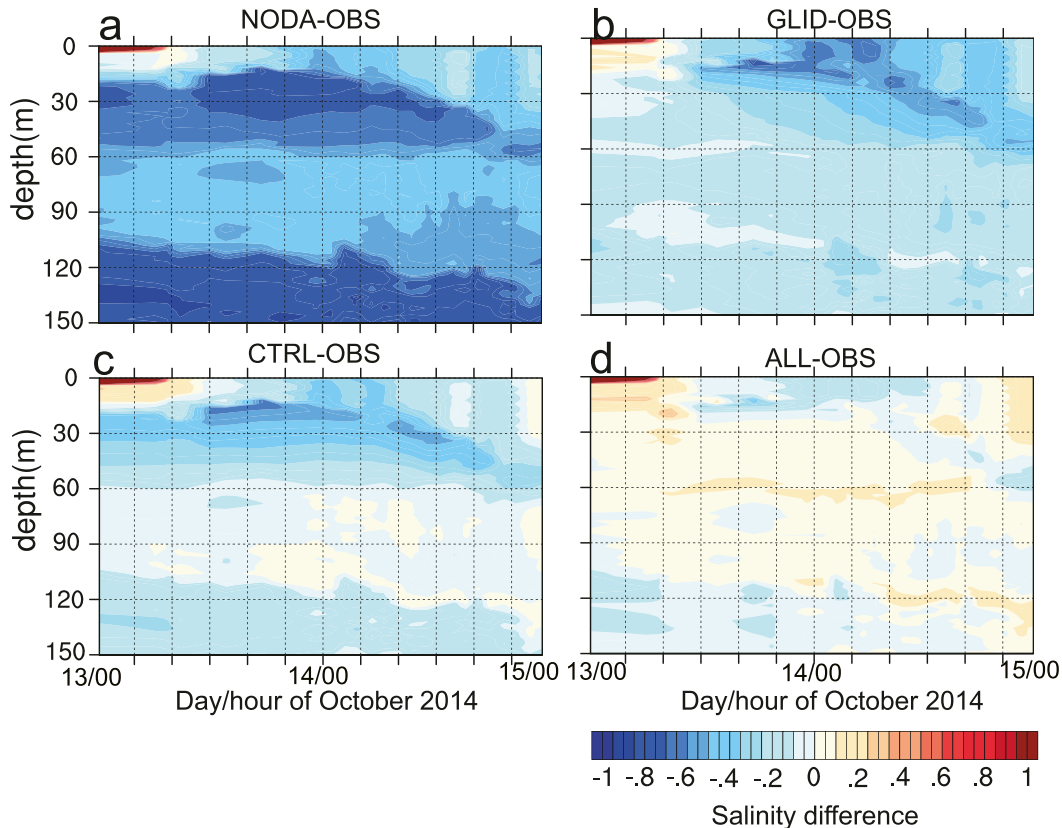 a NODA-OBS
b GLID-OBS
0
30
60
90
120
150
depth(m)
c CTRL-OBS
d ALL-OBS
0
30
60
90
120
150
depth(m)
13/00 14/00 15/00
13/00 14/00 15/00
Day/hour of October 2014
Day/hour of October 2014
-1 -.8 -.6 -.4 -.2 0 .2 .4 .6 .8 1
Salinity difference